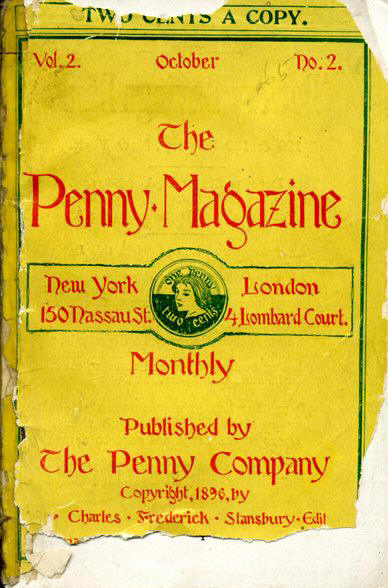 TWO CENTS A COPY.
Vol. 2. October No. 2.
The
Penny · Magazine
New York
150 Nassau St.
one penny
two cents
London
4 Lombard Court.
Monthly
Published by
The Penny Company
Copyright, 1896, by
· Charles · Frederick · Stansbury · Edit